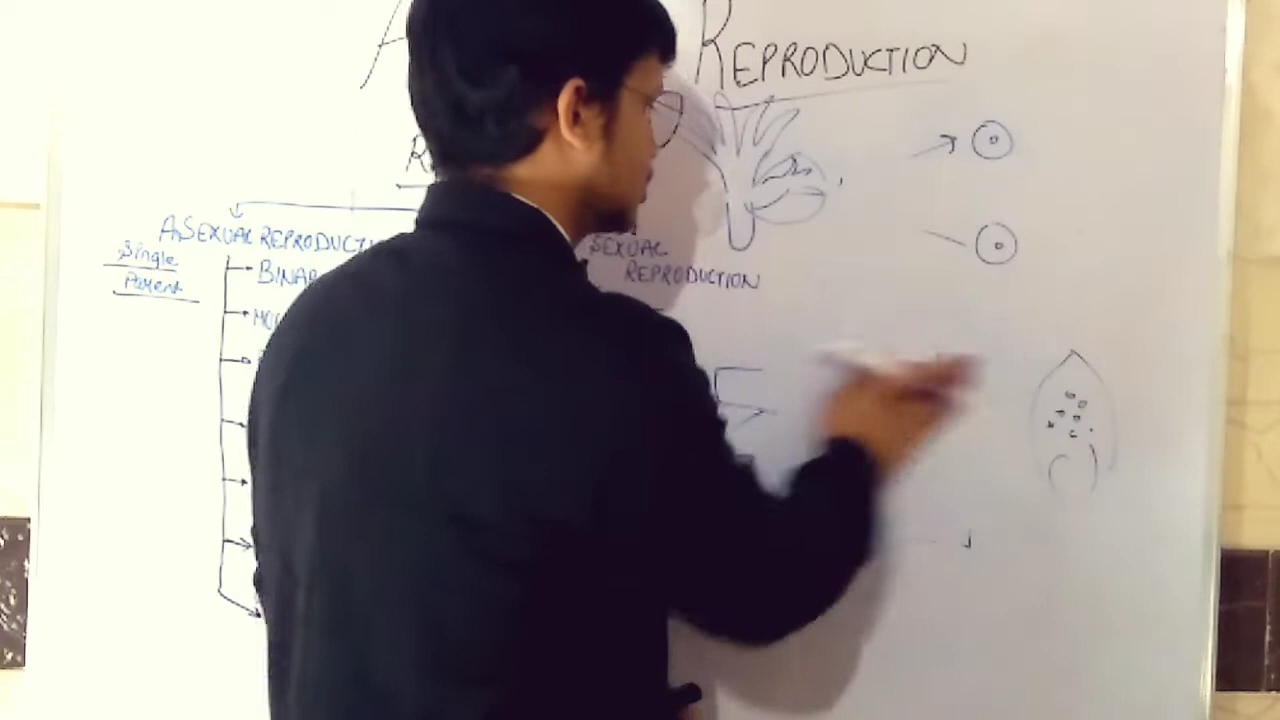 REPRODUCTION
ASEXUAL REPRODUCTI
Single
Parent
BINAR
SEXUAL
REPRODUCTION